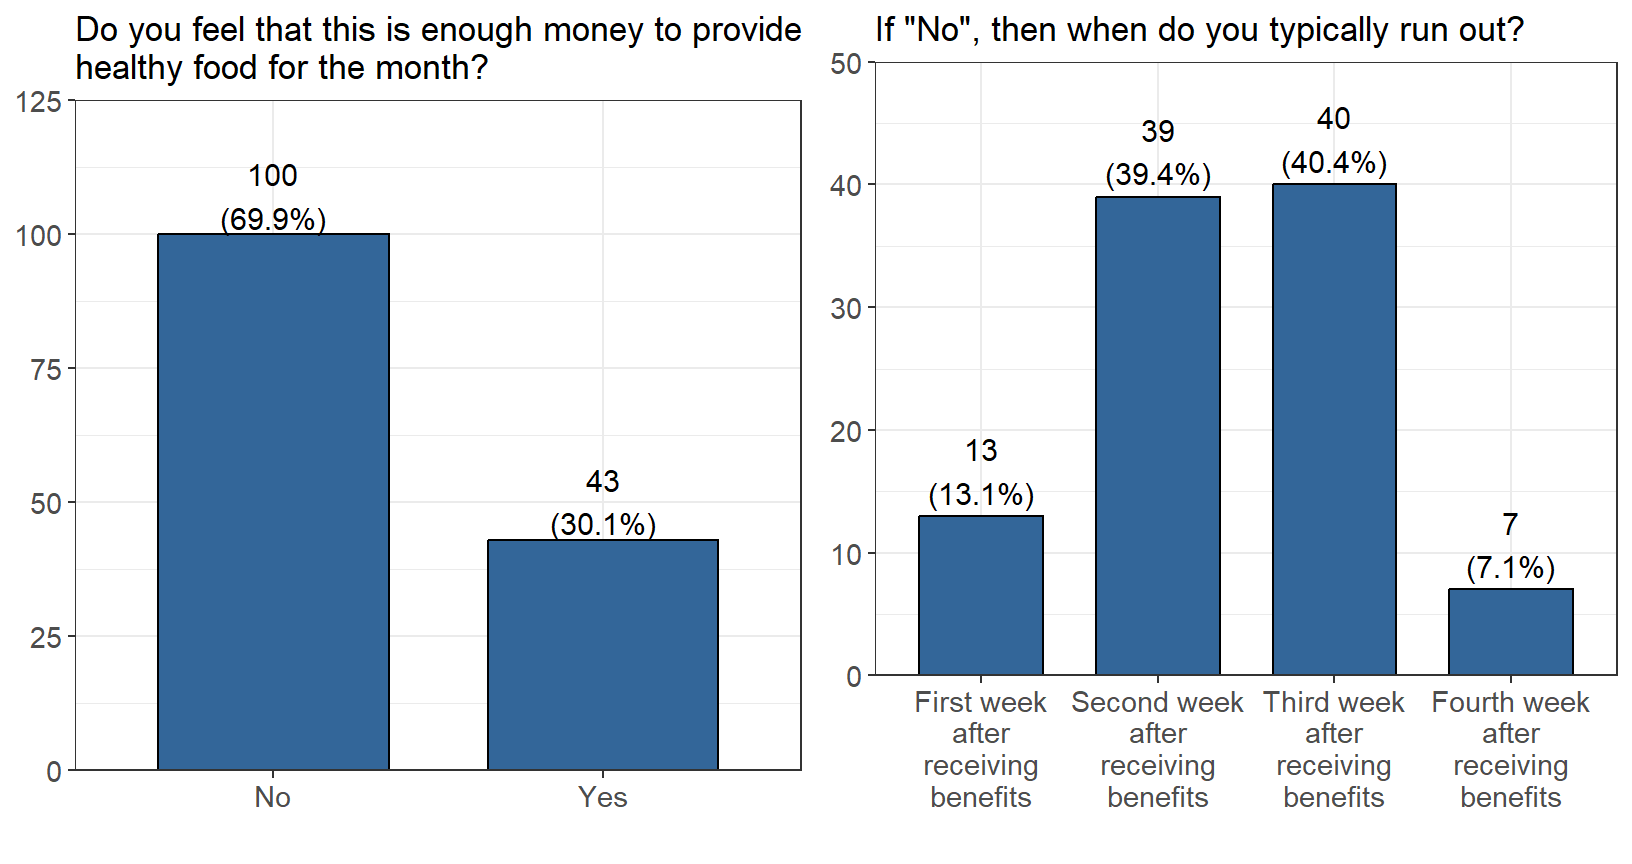 Do you feel that this is enough money to provide
healthy food for the month?
125
100
75
50
25
0
100
(69.9%)
43
(30.1%)
No
Yes
If "No", then when do you typically run out?
50
40
30
20
10
0
13
(13.1%)
39
(39.4%)
40
(40.4%)
7
(7.1%)
First week
after
receiving
benefits
Second week
after
receiving
benefits
Third week
after
receiving
benefits
Fourth week
after
receiving
benefits